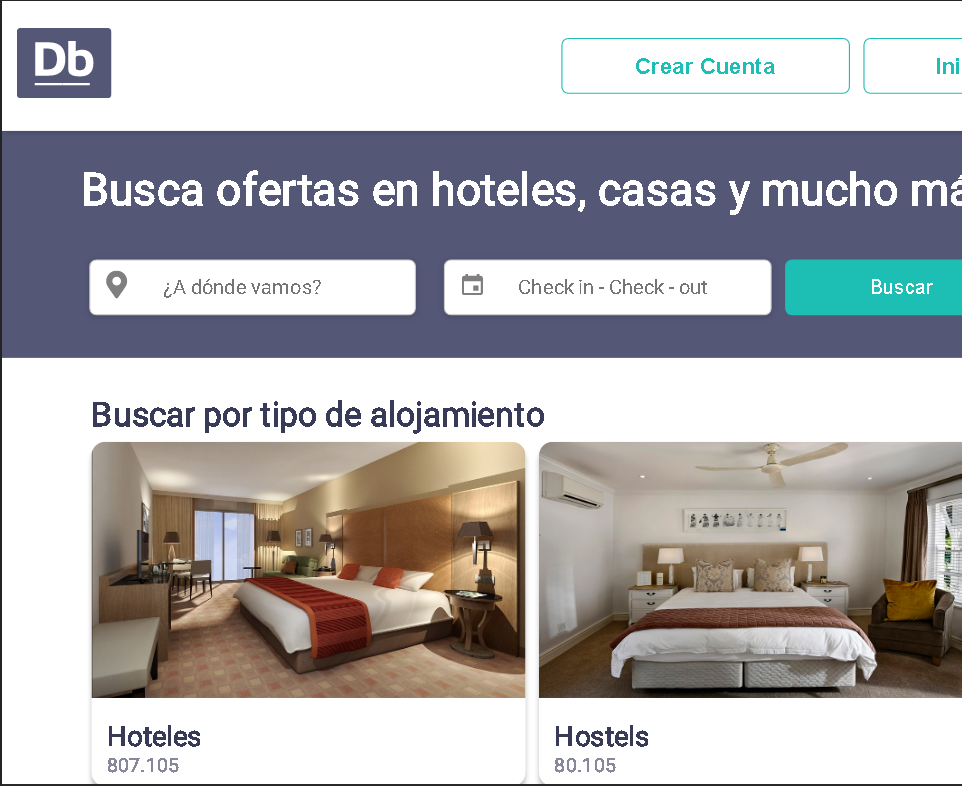 Db
Crear Cuenta
Ini
Busca ofertas en hoteles, casas y mucho má
¿A dónde vamos?
Check in - Check - out
Buscar
Buscar por tipo de alojamiento
Hoteles
807.105
Hostels
80.105